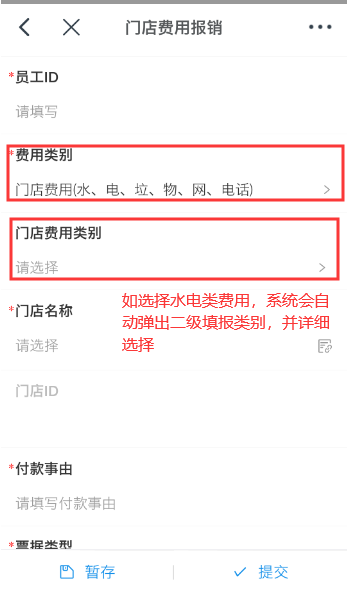 门店费用报销
*员工ID
请填写
*费用类别
门店费用(水、电、垃、物、网、电话)
门店费用类别
请选择
如选择水电类费用，系统会自
动弹出二级填报类别，并详细
选择
*门店名称
请选择
门店ID
*付款事由
请填写付款事由
*票据类型
暂存
提交